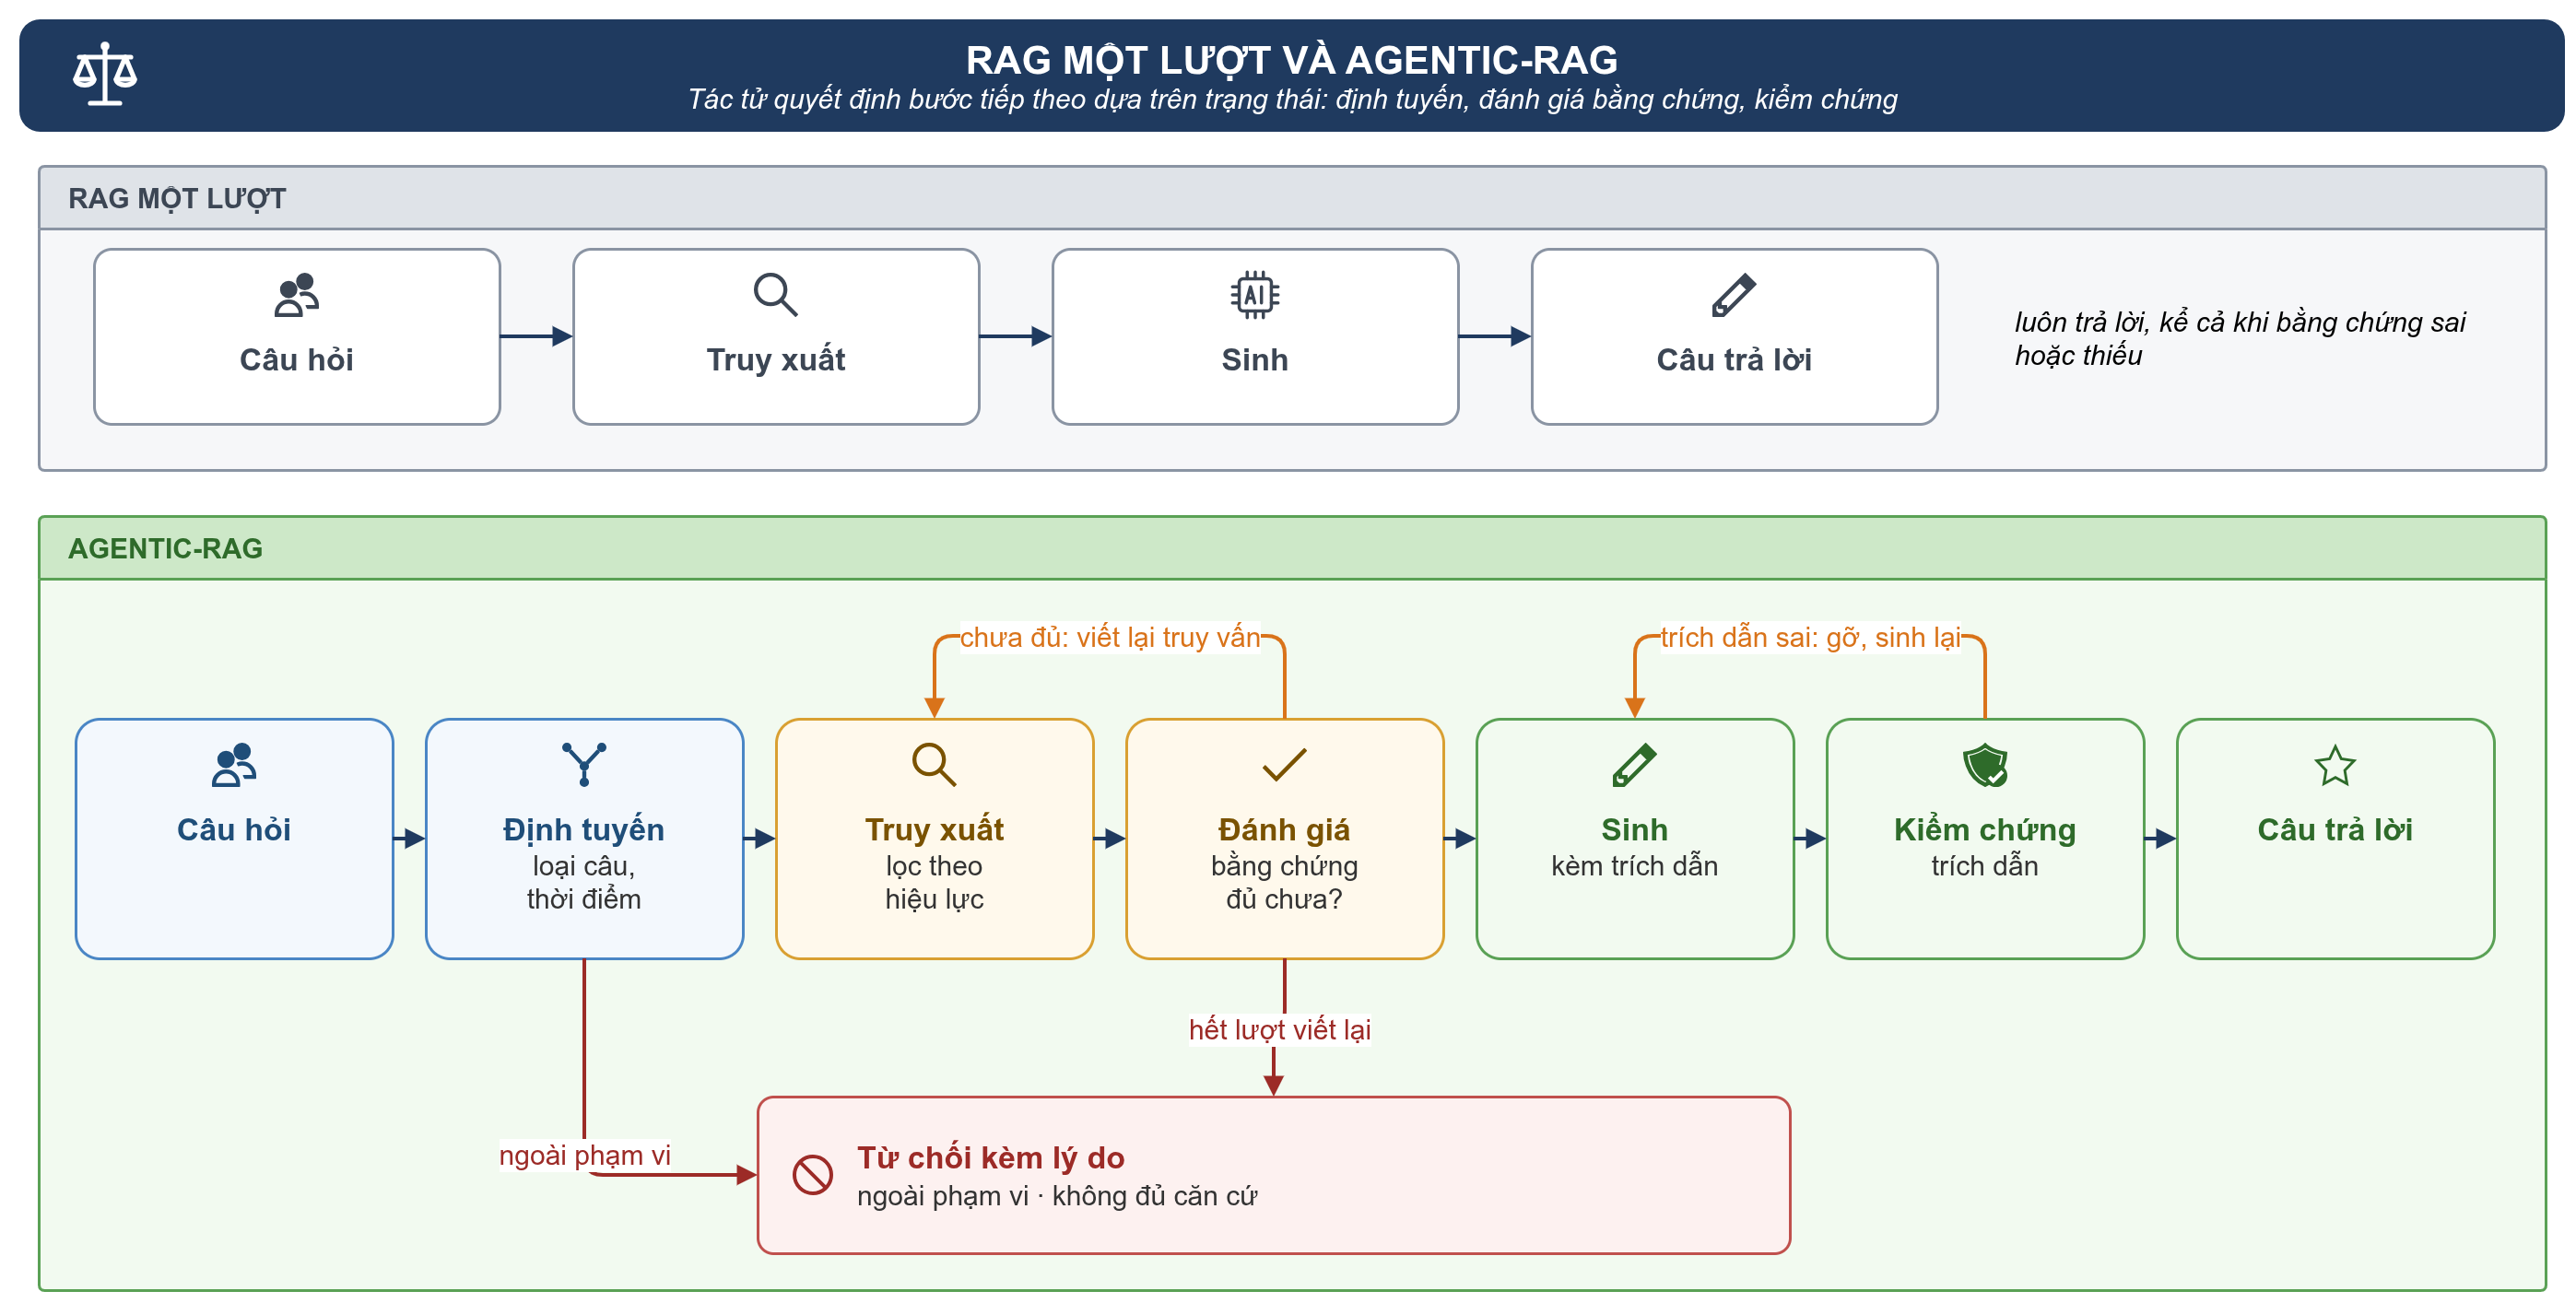 RAG MỘT LƯỢT VÀ AGENTIC-RAG
Tác tử quyết định bước tiếp theo dựa trên trạng thái: định tuyến, đánh giá bằng chứng, kiểm chứng
RAG MỘT LƯỢT
Câu hỏi
Truy xuất
AI
Sinh
Câu trả lời
luôn trả lời, kể cả khi bằng chứng sai
hoặc thiếu
AGENTIC-RAG
chưa đủ: viết lại truy vấn
trích dẫn sai: gỡ, sinh lại
Câu hỏi
Định tuyến
loại câu,
thời điểm
Truy xuất
lọc theo
hiệu lực
Đánh giá
bằng chứng
đủ chưa?
Sinh
kèm trích dẫn
Kiểm chứng
trích dẫn
Câu trả lời
hết lượt viết lại
ngoài phạm vi
Từ chối kèm lý do
ngoài phạm vi · không đủ căn cứ